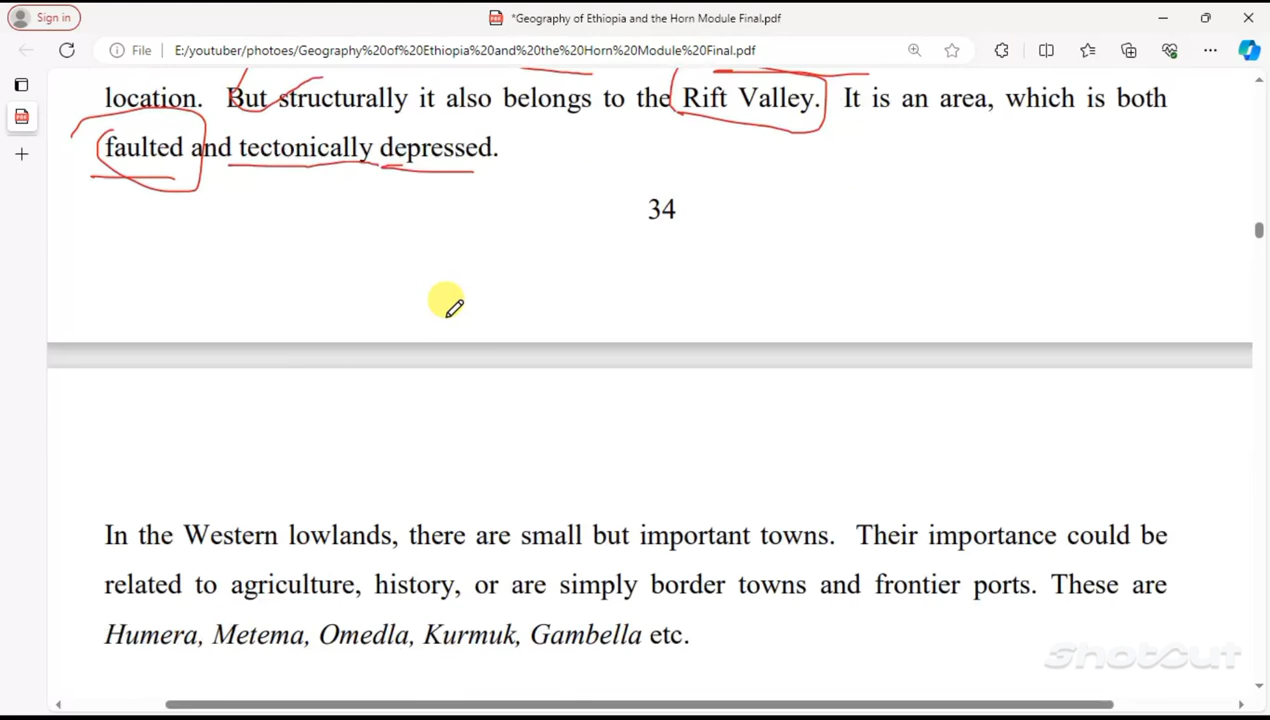 Sign in
*Geography of Ethiopia and the Horn Module Final.pdf
File
E:/youtuber/photoes/Geography%20of%20Ethiopia%20and%20the%20Horn%20Module%20Final.pdf
location. But structurally it also belongs to the Rift Valley. It is an area, which is both
faulted and tectonically depressed.
34
In the Western lowlands, there are small but important towns. Their importance could be
related to agriculture, history, or are simply border towns and frontier ports. These are
Humera, Metema, Omedla, Kurmuk, Gambella etc.
Shotcut